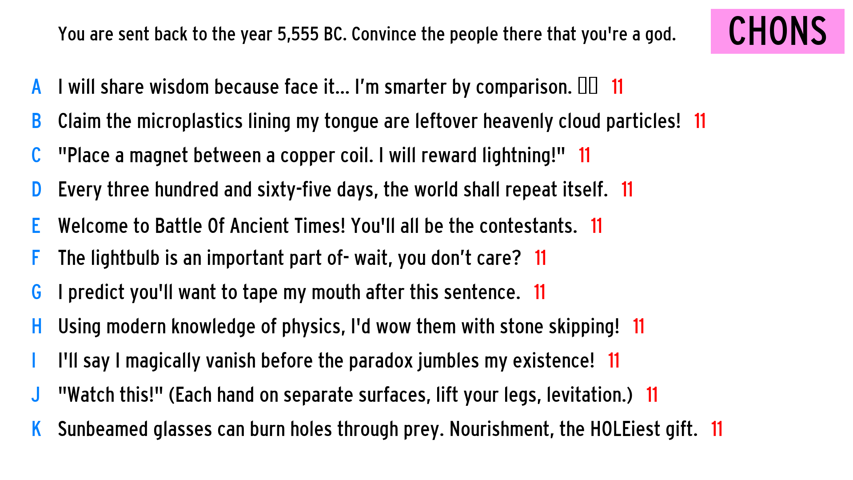 You are sent back to the year 5,555 BC. Convince the people there that you're a god.
CHONS
A I will share wisdom because face it... I’m smarter by comparison. 11
B Claim the microplastics lining my tongue are leftover heavenly cloud particles! 11
C "Place a magnet between a copper coil. I will reward lightning!" 11
D Every three hundred and sixty-five days, the world shall repeat itself. 11
E Welcome to Battle Of Ancient Times! You'll all be the contestants. 11
F The lightbulb is an important part of- wait, you don’t care? 11
G I predict you'll want to tape my mouth after this sentence. 11
H Using modern knowledge of physics, I'd wow them with stone skipping! 11
I I'll say I magically vanish before the paradox jumbles my existence! 11
J "Watch this!" (Each hand on separate surfaces, lift your legs, levitation.) 11
K Sunbeamed glasses can burn holes through prey. Nourishment, the HOLEiest gift. 11